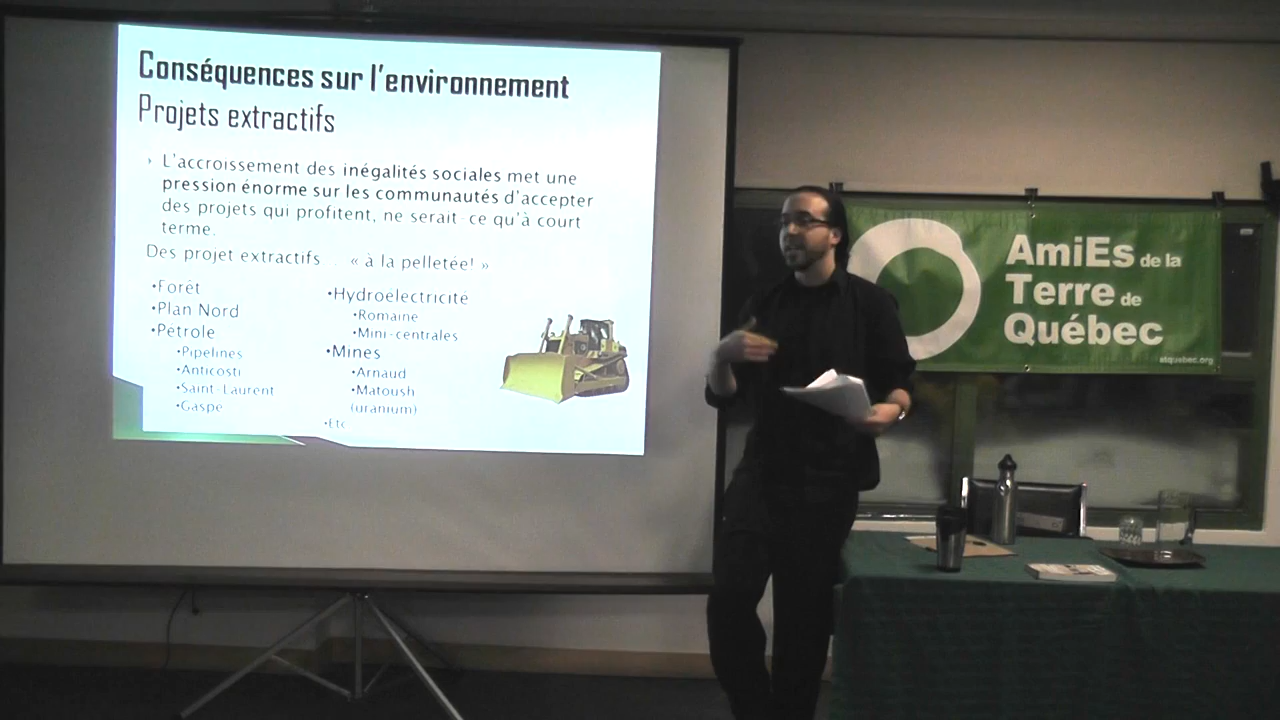 Conséquences sur l'environnement
Projets extractifs
L'accroissement des inégalités sociales met une
pression énorme sur les communautés d'accepter
des projets qui profitent, ne serait-ce qu'à court
terme.
Des projet extractifs ... « à la pelletée! »
•Forêt
•Plan Nord
•Pétrole
•Pipelines
•Anticosti
•Saint-Laurent
•Gaspé
•Hydroélectricité
•Romaine
•Mini-centrales
•Mines
•Arnaud
•Matoush
(uranium)
•Etc
AmiEs de la
Terre de
Québec
atquebec.org